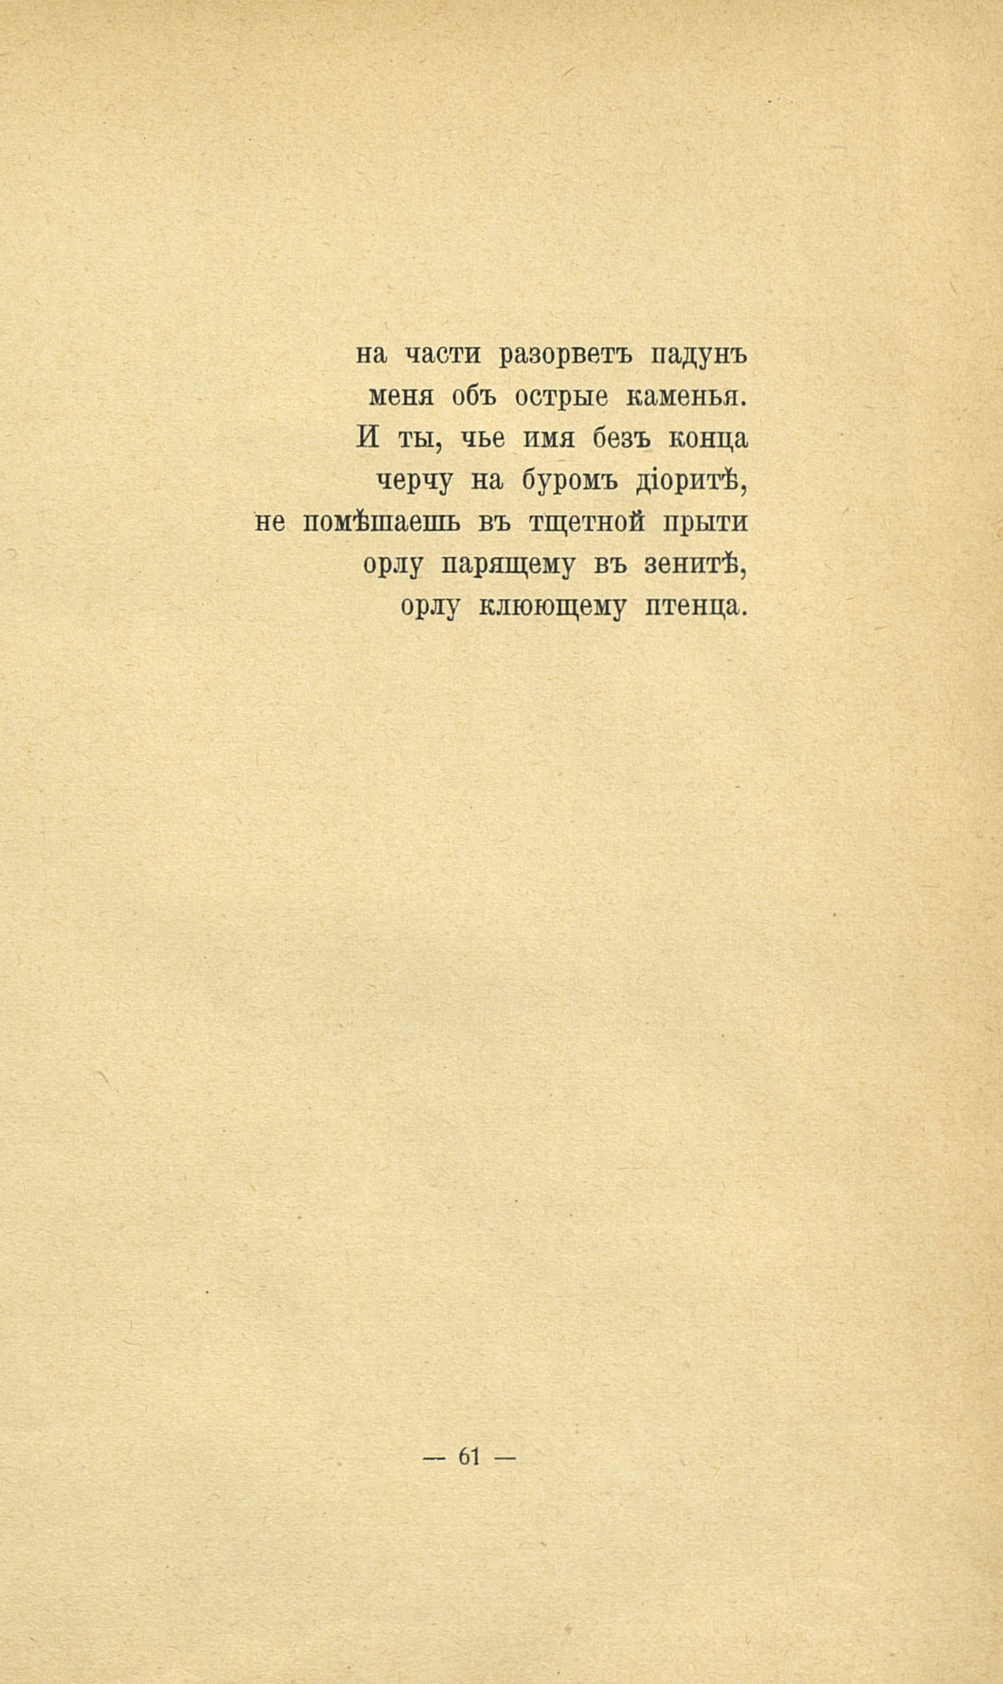 на части разорветъ падунъ
меня объ острые каменья.
И ты, чье имя безъ конца
черчу на буромъ дiоритѣ,
не помѣшаешь въ тщетной прыти
орлу парящему въ зенитѣ,
орлу клюющему птенца.
— 61 —